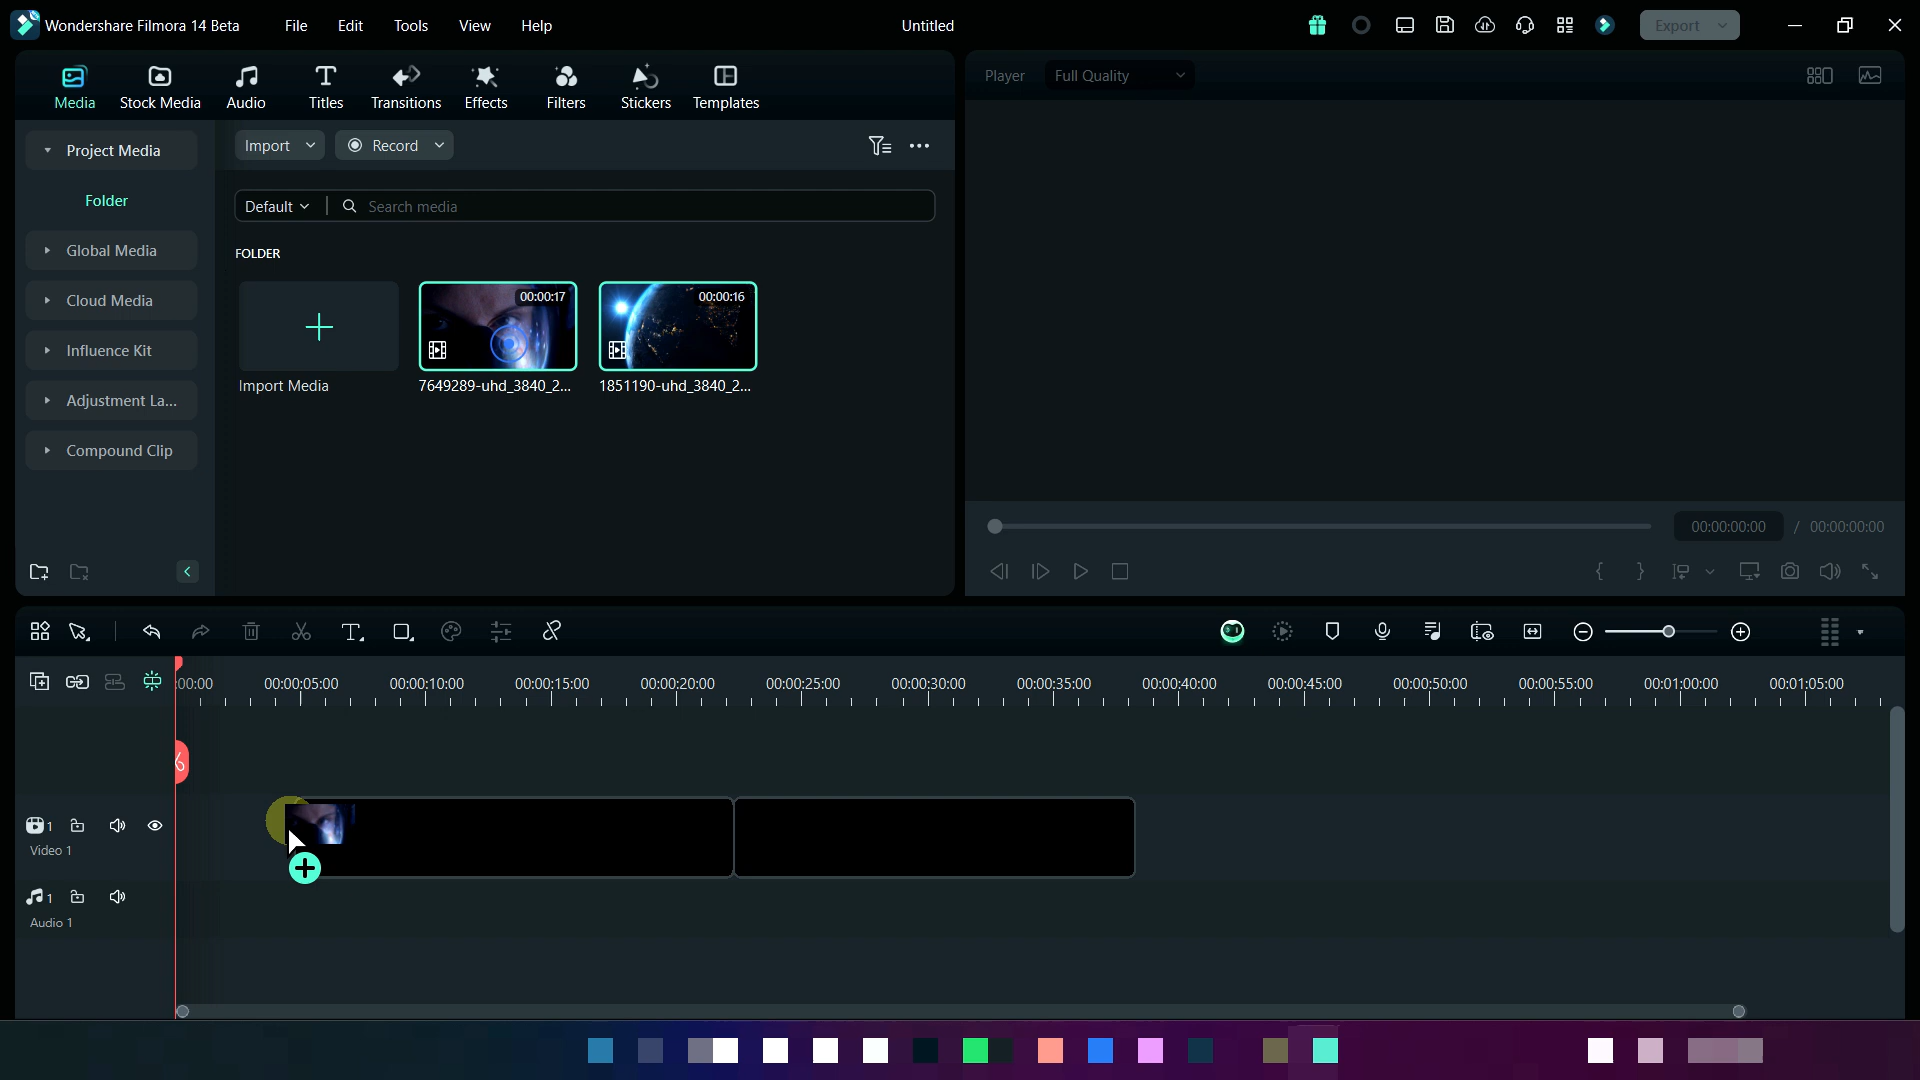 Wondershare Filmora 14 Beta
File
Edit
Tools
View
Help
Untitled
Export
Media
Stock Media
Audio
Titles
Transitions
Effects
Filters
Stickers
Templates
Player
Full Quality
Project Media
Folder
Global Media
Cloud Media
Influence Kit
Adjustment La...
Compound Clip
Import
Record
Default
Search media
FOLDER
Import Media
00:00:17
7649289-uhd_3840_2...
00:00:16
1851190-uhd_3840_2...
00:00:00:00
/ 00:00:00:00
:00:00
00:00:05:00
00:00:10:00
00:00:15:00
00:00:20:00
00:00:25:00
00:00:30:00
00:00:35:00
00:00:40:00
00:00:45:00
00:00:50:00
00:00:55:00
00:01:00:00
00:01:05:00
1
Video 1
1
Audio 1